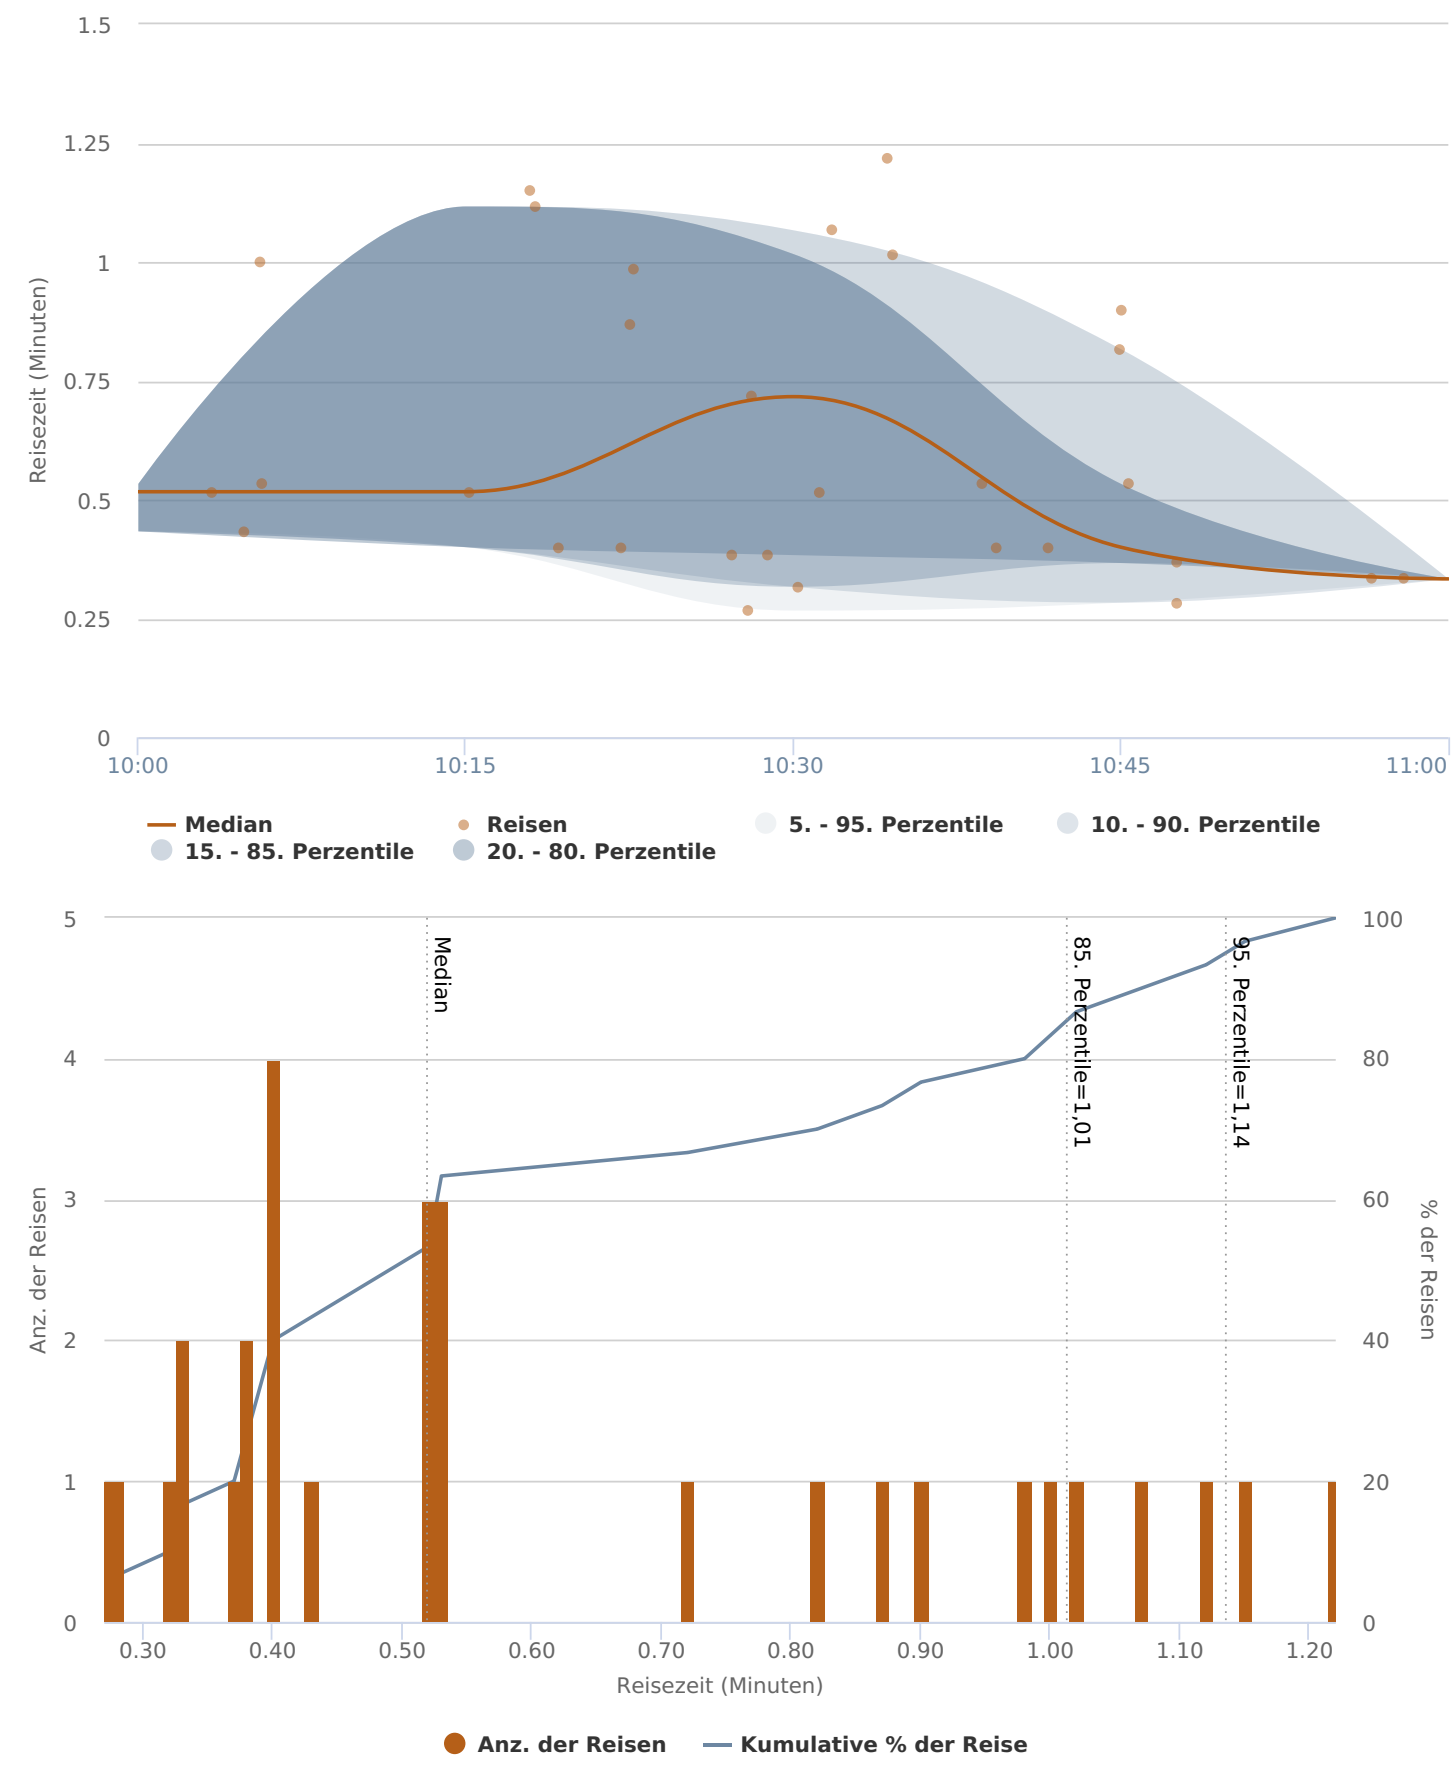 1.5
1.25
1
0.75
0.5
0.25
0
Reisezeit (Minuten)
10:00 10:15 10:30 10:45 11:00
Median Reisen 5. - 95. Perzentile 10. - 90. Perzentile
15. - 85. Perzentile 20. - 80. Perzentile
5 100
4 80
3 60
2 40
1 20
0 0
Anz. der Reisen
% der Reisen
Median
85. Perzentile=1,01
95. Perzentile=1,14
0.30 0.40 0.50 0.60 0.70 0.80 0.90 1.00 1.10 1.20
Reisezeit (Minuten)
Anz. der Reisen Kumulative % der Reise